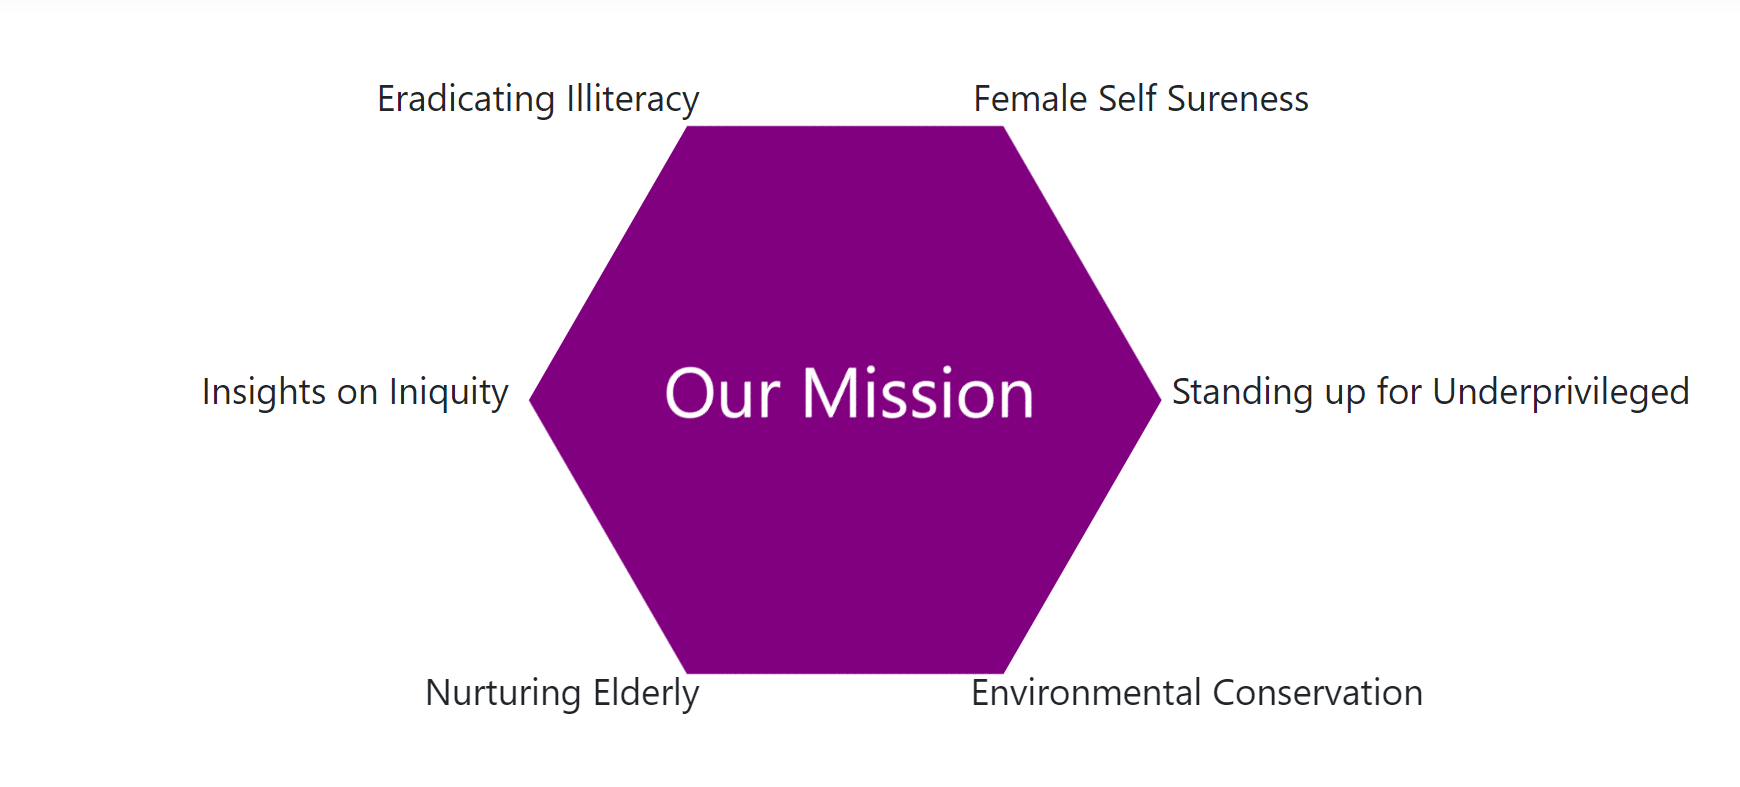 Eradicating Illiteracy
Female Self Sureness
Insights on Iniquity
Our Mission
Standing up for Underprivileged
Nurturing Elderly
Environmental Conservation